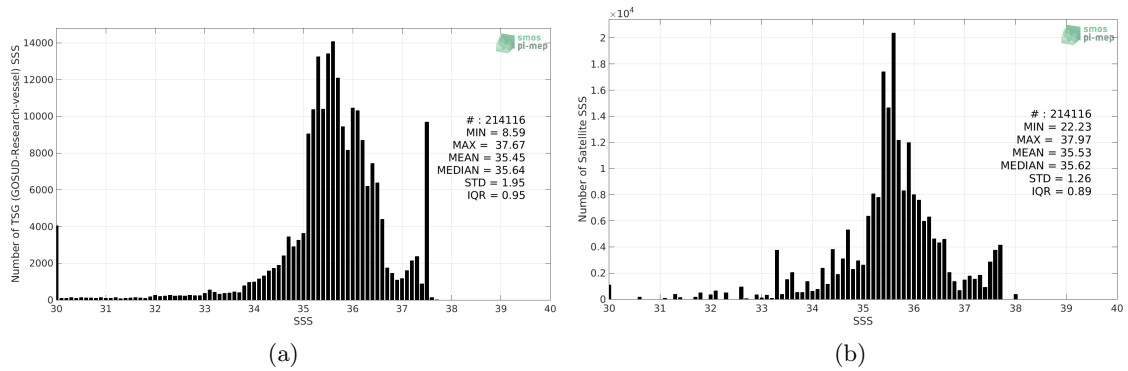 14000
12000
10000
8000
6000
4000
2000
0
30 31 32 33 34 35 36 37 38 39 40
SSS
Number of TSG (GOSUD-Research-vessel) SSS
smos
pi-mep
# : 214116
MIN = 8.59
MAX = 37.67
MEAN = 35.45
MEDIAN = 35.64
STD = 1.95
IQR = 0.95
(a)
×10⁴
2
1.8
1.6
1.4
1.2
1
0.8
0.6
0.4
0.2
0
30 31 32 33 34 35 36 37 38 39 40
SSS
Number of Satellite SSS
smos
pi-mep
# : 214116
MIN = 22.23
MAX = 37.97
MEAN = 35.53
MEDIAN = 35.62
STD = 1.26
IQR = 0.89
(b)